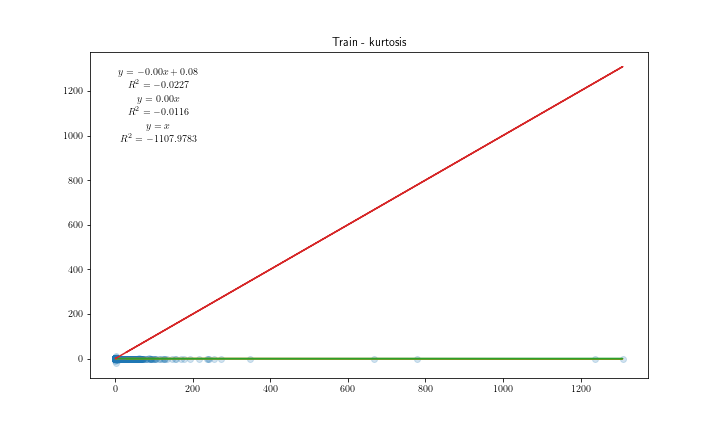 Train - kurtosis
y = −0.00x + 0.08
R² = −0.0227
y = 0.00x
R² = −0.0116
y = x
R² = −1107.9783
1200
1000
800
600
400
200
0
0 200 400 600 800 1000 1200